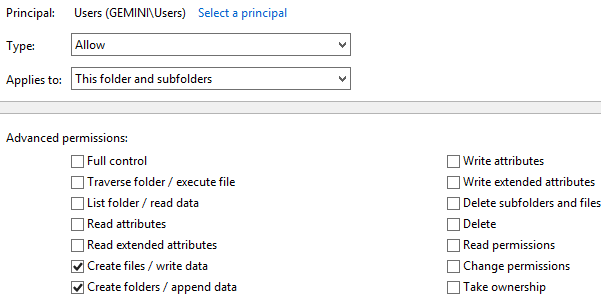 Principal: Users (GEMINI\Users) Select a principal
Type: Allow
Applies to: This folder and subfolders
Advanced permissions:
Full control Write attributes
Traverse folder / execute file Write extended attributes
List folder / read data Delete subfolders and files
Read attributes Delete
Read extended attributes Read permissions
Create files / write data Change permissions
Create folders / append data Take ownership